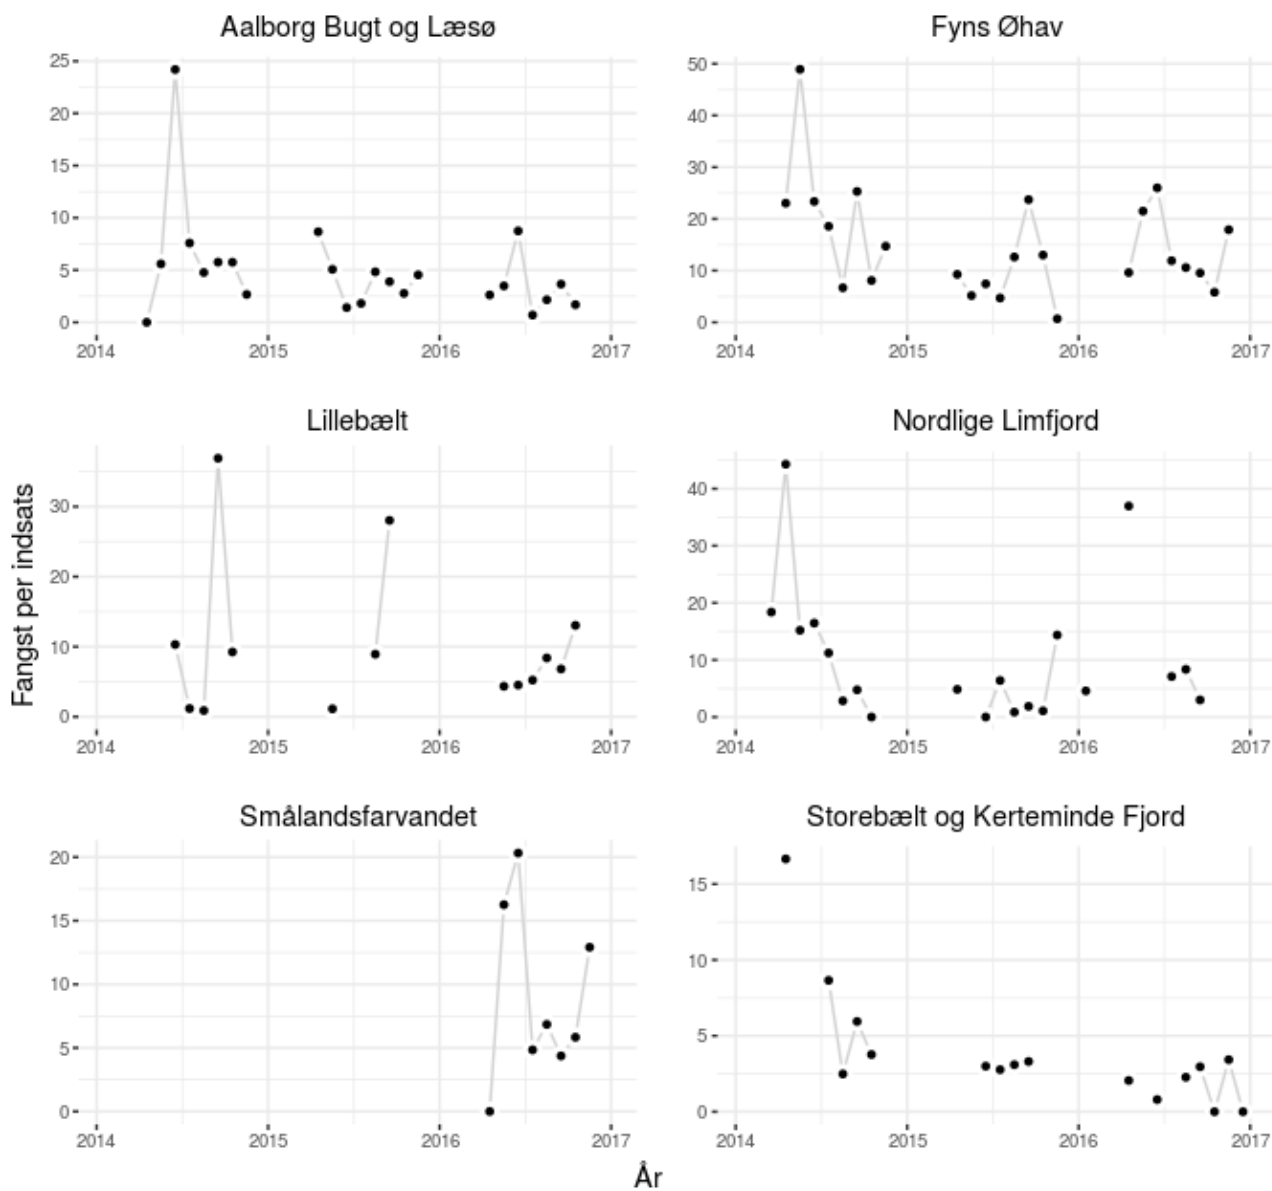 Aalborg Bugt og Læsø
Fyns Øhav
25
20
15
10
5
0
2014 2015 2016 2017
50
40
30
20
10
0
2014 2015 2016 2017
Lillebælt
Nordlige Limfjord
Fangst per indsats
30
20
10
0
2014 2015 2016 2017
40
30
20
10
0
2014 2015 2016 2017
Smålandsfarvandet
Storebælt og Kerteminde Fjord
20
15
10
5
0
2014 2015 2016 2017
15
10
5
0
2014 2015 2016 2017
År